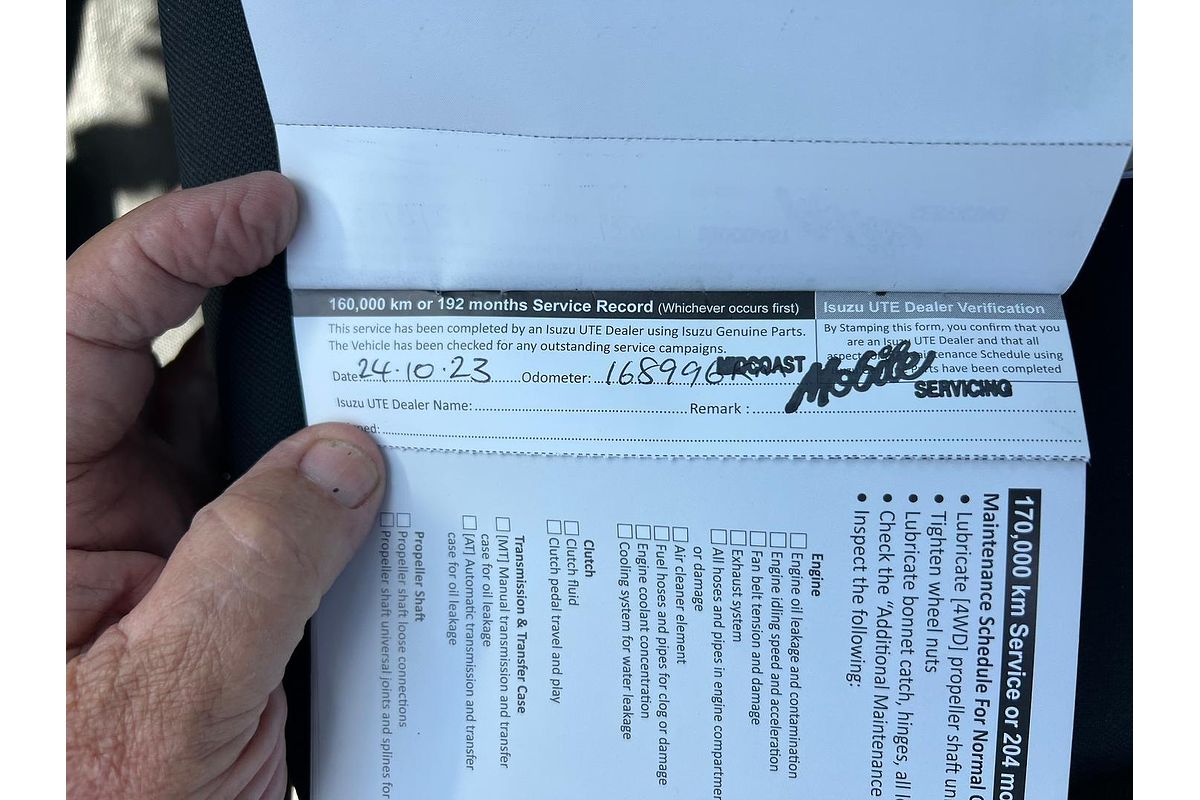 160,000 km or 192 months Service Record (Whichever occurs first)
Isuzu UTE Dealer Verification
This service has been completed by an Isuzu UTE Dealer using Isuzu Genuine Parts.
The Vehicle has been checked for any outstanding service campaigns.
By Stamping this form, you confirm that you
are an Isuzu UTE Dealer and that all
Maintenance Schedule using
have been completed
Date: 24.10.23 Odometer: 168996
Mobile
SERVICING
Isuzu UTE Dealer Name: Remark :
170,000 km Service or 204 mo
Maintenance Schedule For Normal
• Lubricate [4WD] propeller shaft
• Tighten wheel nuts
• Lubricate bonnet catch, hinges, all
• Check the “Additional Maintenance
• Inspect the following:
Engine
Engine oil leakage and contamination
Engine idling speed and acceleration
Fan belt tension and damage
Exhaust system
All hoses and pipes in engine compartmen
or damage
Air cleaner element
Fuel hoses and pipes for clog or damage
Engine coolant concentration
Cooling system for water leakage
Clutch
Clutch fluid
Clutch pedal travel and play
Transmission & Transfer Case
[MT] Manual transmission and transfer
case for oil leakage
[AT] Automatic transmission and transfer
case for oil leakage
Propeller Shaft
Propeller shaft loose connections
Propeller shaft universal joints and splines for